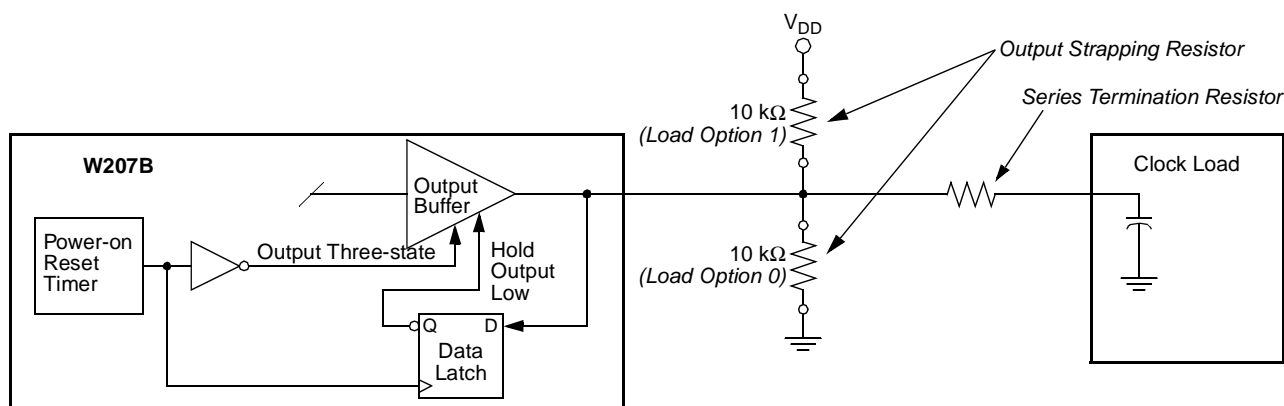 V_DD
Output Strapping Resistor
Series Termination Resistor
10 kΩ
(Load Option 1)
W207B
Clock Load
Output
Buffer
Power-on
Reset
Timer
Output Three-state
Hold
Output
Low
10 kΩ
(Load Option 0)
Q D
Data
Latch